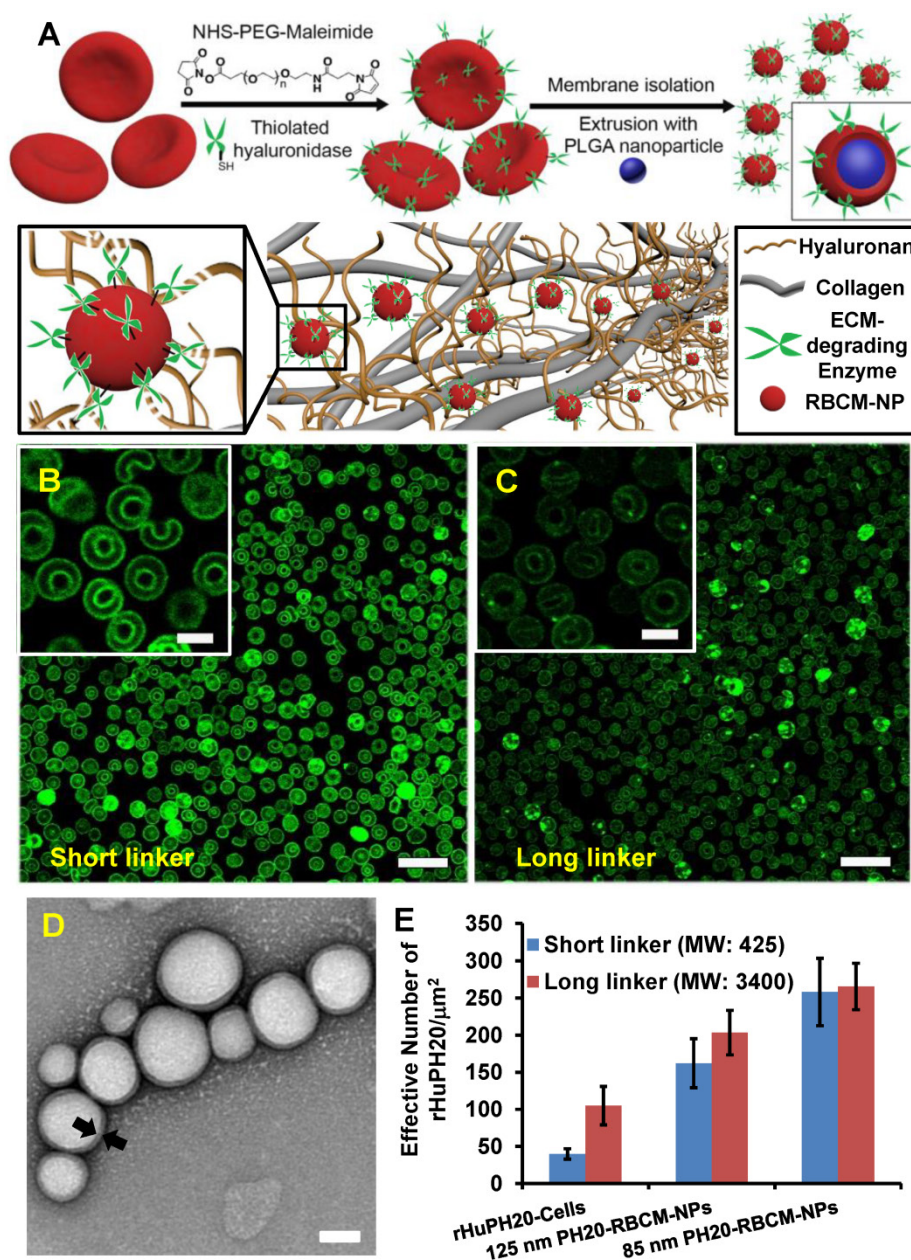 A
NHS-PEG-Maleimide
N-O
O
O
(O
)n
O
N
H
O
N
O
O
Thiolated
hyaluronidase
SH
Membrane isolation
Extrusion with
PLGA nanoparticle
Hyaluronan
Collagen
ECM-
degrading
Enzyme
RBCM-NP
B
Short linker
C
Long linker
D
E
Effective Number of
rHuPH20/μm²
350
300
250
200
150
100
50
0
Short linker (MW: 425)
Long linker (MW: 3400)
rHuPH20-Cells
125 nm PH20-RBCM-NPs
85 nm PH20-RBCM-NPs